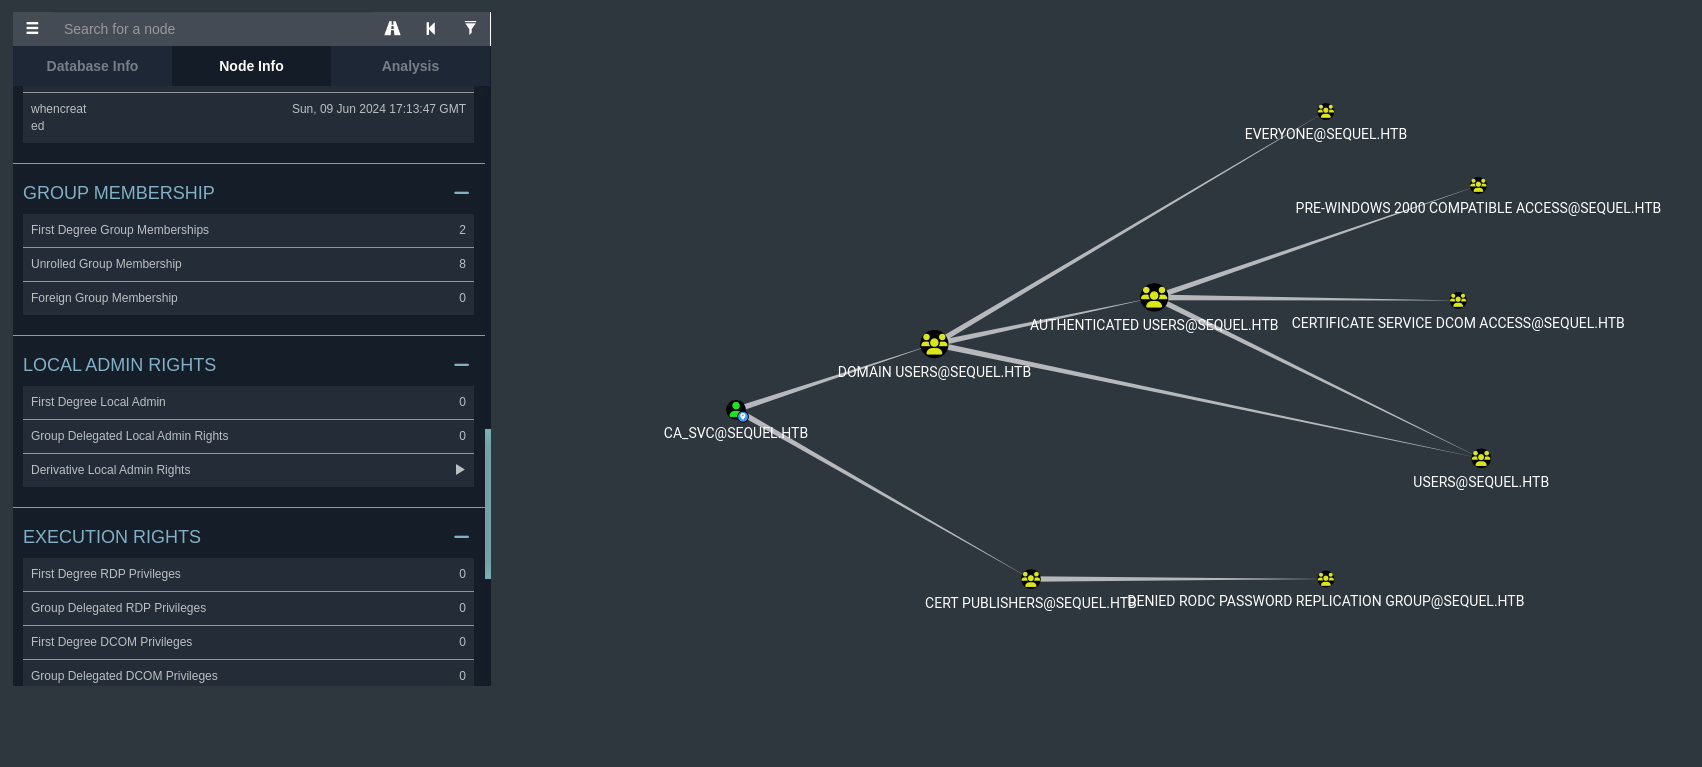 Search for a node
Database Info
Node Info
Analysis
whencreat
ed
Sun, 09 Jun 2024 17:13:47 GMT
GROUP MEMBERSHIP
First Degree Group Memberships 2
Unrolled Group Membership 8
Foreign Group Membership 0
LOCAL ADMIN RIGHTS
First Degree Local Admin 0
Group Delegated Local Admin Rights 0
Derivative Local Admin Rights
EXECUTION RIGHTS
First Degree RDP Privileges 0
Group Delegated RDP Privileges 0
First Degree DCOM Privileges 0
Group Delegated DCOM Privileges 0
EVERYONE@SEQUEL.HTB
PRE-WINDOWS 2000 COMPATIBLE ACCESS@SEQUEL.HTB
AUTHENTICATED USERS@SEQUEL.HTB
CERTIFICATE SERVICE DCOM ACCESS@SEQUEL.HTB
DOMAIN USERS@SEQUEL.HTB
CA_SVC@SEQUEL.HTB
USERS@SEQUEL.HTB
CERT PUBLISHERS@SEQUEL.HTB
DENIED RODC PASSWORD REPLICATION GROUP@SEQUEL.HTB